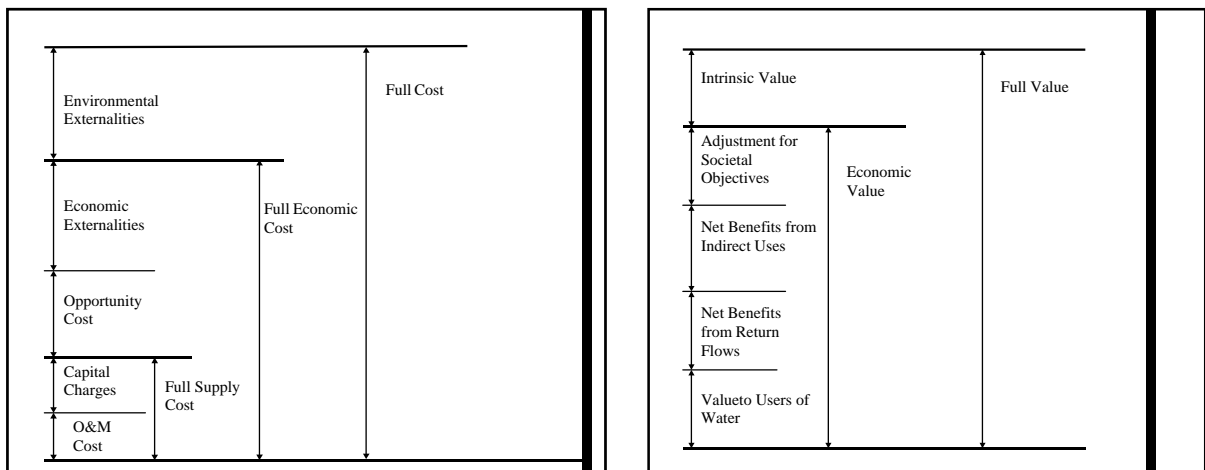 Environmental
Externalities
Full Cost
Economic
Externalities
Full Economic
Cost
Opportunity
Cost
Capital
Charges
Full Supply
Cost
O&M
Cost
Intrinsic Value
Full Value
Adjustment for
Societal
Objectives
Economic
Value
Net Benefits from
Indirect Uses
Net Benefits
from Return
Flows
Valueto Users of
Water